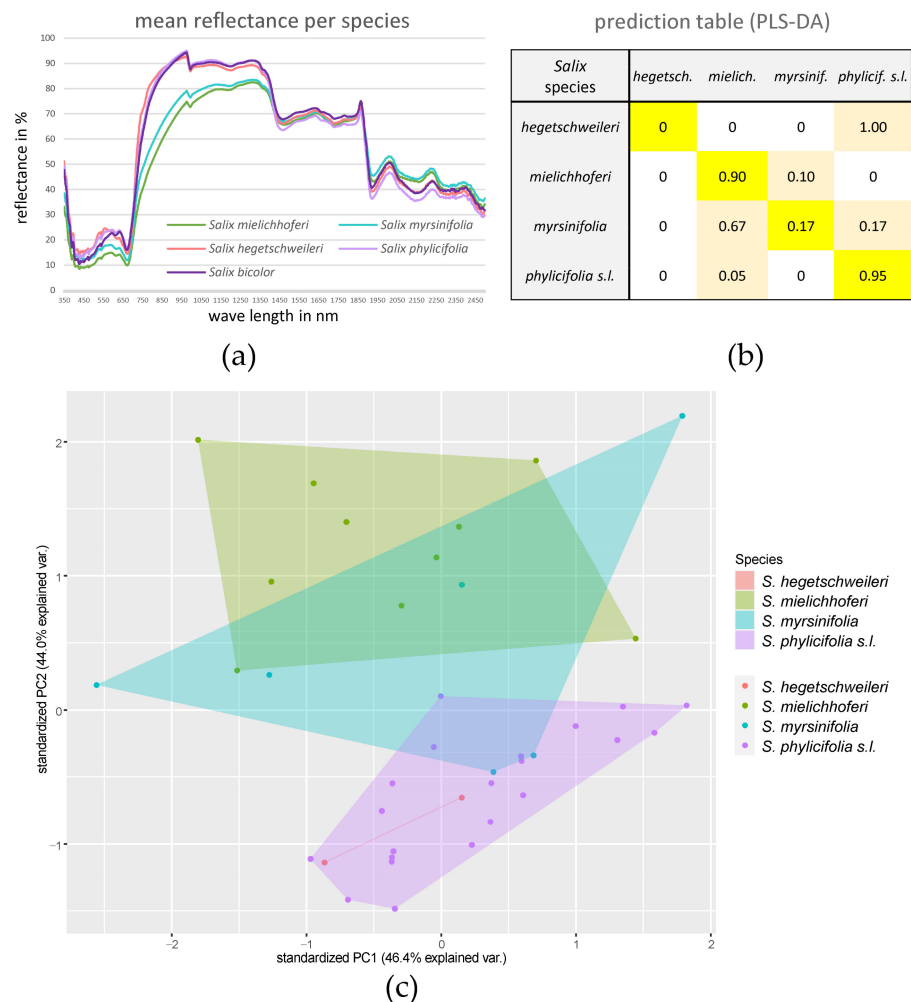 mean reflectance per species
100
90
80
70
60
50
40
30
20
10
0
reflectance in %
Salix mielichhoferi
Salix myrsinifolia
Salix hegetschweileri
Salix phylicifolia
Salix bicolor
350 450 550 650 750 850 950 1050 1150 1250 1350 1450 1550 1650 1750 1850 1950 2050 2150 2250 2350 2450
wave length in nm
(a)
prediction table (PLS-DA)
Salix species hegetsch. mielich. myrsinif. phylicif. s.l.
hegetschweileri 0 0 0 1.00
mielichhoferi 0 0.90 0.10 0
myrsinifolia 0 0.67 0.17 0.17
phylicifolia s.l. 0 0.05 0 0.95
(b)
2
1
0
−1
standardized PC2 (44.0% explained var.)
−2 −1 0 1 2
standardized PC1 (46.4% explained var.)
Species
S. hegetschweileri
S. mielichhoferi
S. myrsinifolia
S. phylicifolia s.l.
S. hegetschweileri
S. mielichhoferi
S. myrsinifolia
S. phylicifolia s.l.
(c)